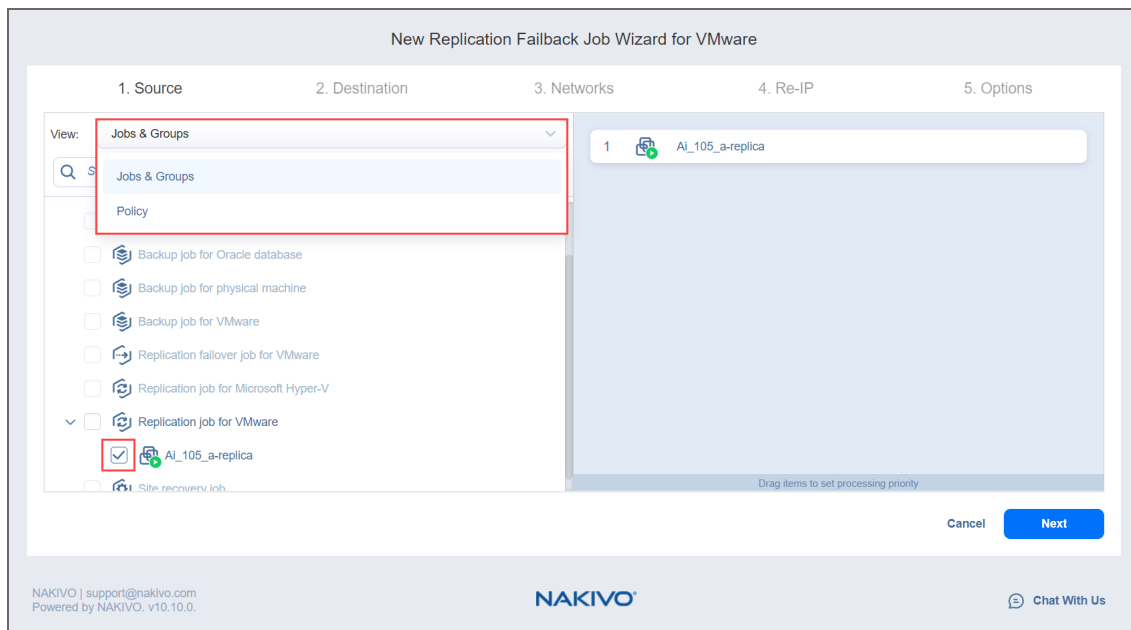 New Replication Failback Job Wizard for VMware
1. Source
2. Destination
3. Networks
4. Re-IP
5. Options
View:
Jobs & Groups
S
Jobs & Groups
Policy
Backup job for Oracle database
Backup job for physical machine
Backup job for VMware
Replication failover job for VMware
Replication job for Microsoft Hyper-V
Replication job for VMware
Ai_105_a-replica
Site recovery job
1
Ai_105_a-replica
Drag items to set processing priority
Cancel
Next
NAKIVO | support@nakivo.com
Powered by NAKIVO. v10.10.0.
NAKIVO®
Chat With Us